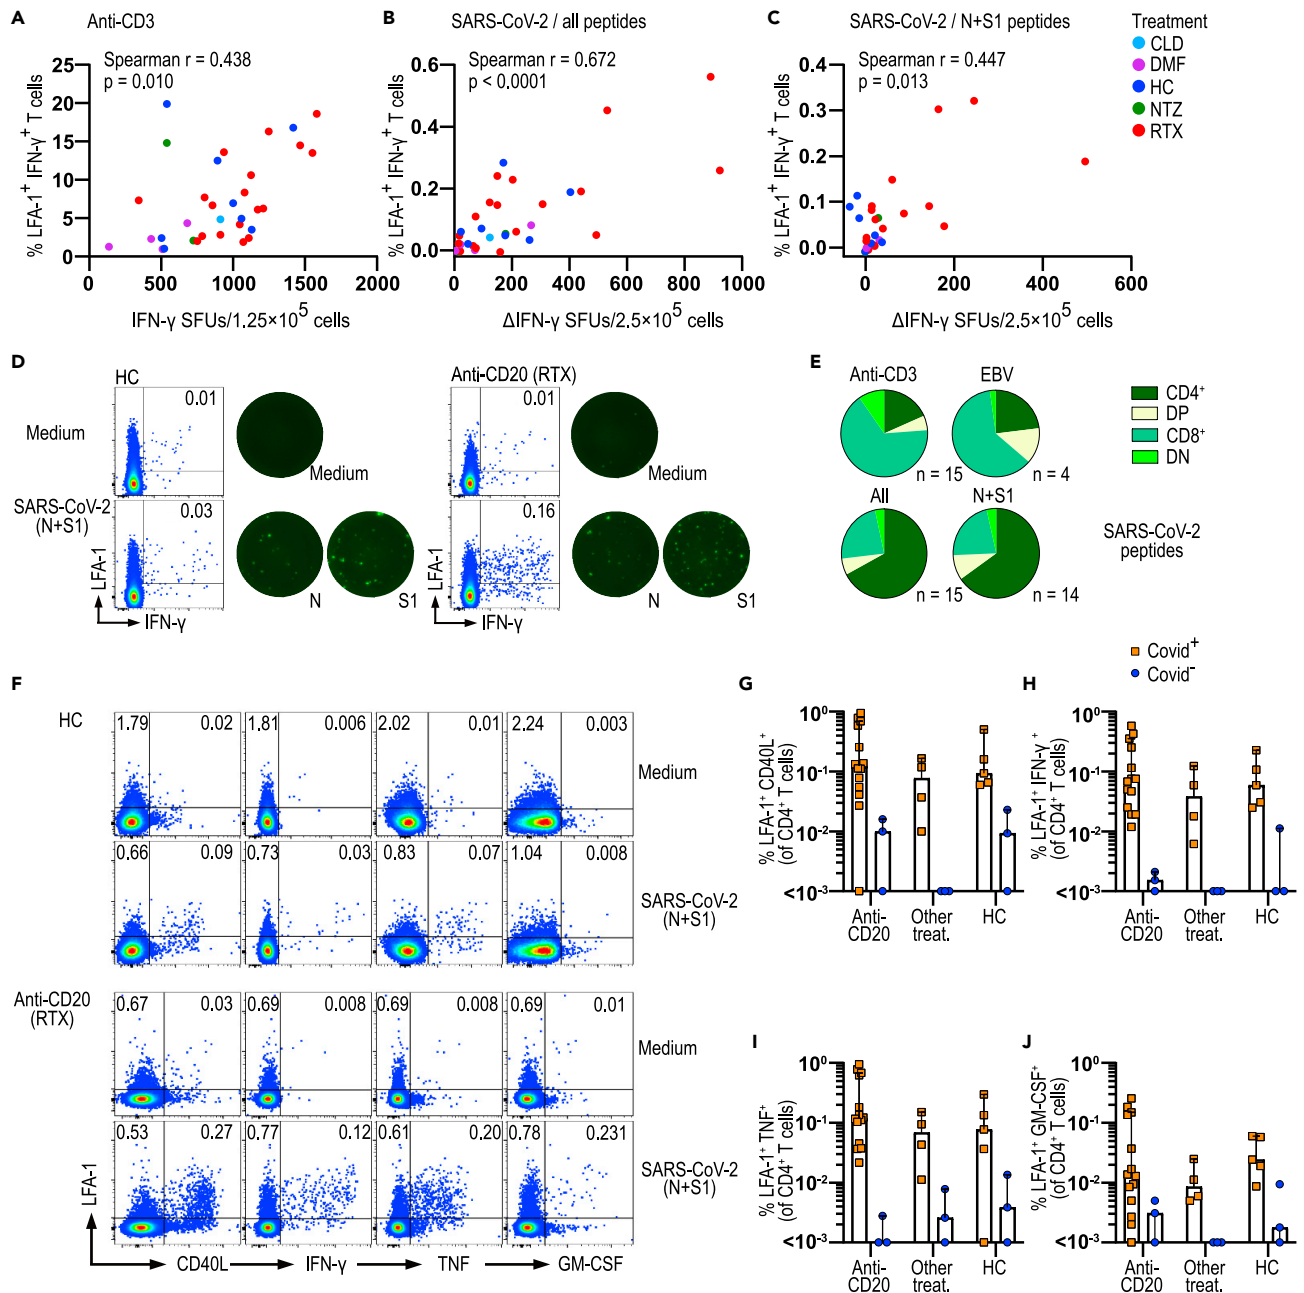 A Anti-CD3
Spearman r = 0.438
p = 0.010
% LFA-1+ IFN-γ+ T cells
25
20
15
10
5
0
0 500 1000 1500 2000
IFN-γ SFUs/1.25×10^5 cells
B SARS-CoV-2 / all peptides
Spearman r = 0.672
p < 0.0001
% LFA-1+ IFN-γ+ T cells
0.6
0.4
0.2
0.0
0 200 400 600 800 1000
ΔIFN-γ SFUs/2.5×10^5 cells
C SARS-CoV-2 / N+S1 peptides
Spearman r = 0.447
p = 0.013
% LFA-1+ IFN-γ+ T cells
0.4
0.3
0.2
0.1
0.0
0 200 400 600
ΔIFN-γ SFUs/2.5×10^5 cells
Treatment
CLD
DMF
HC
NTZ
RTX
D
HC
0.01
Medium
Medium
SARS-CoV-2
(N+S1)
0.03
LFA-1
IFN-γ
N
S1
Anti-CD20 (RTX)
0.01
Medium
0.16
LFA-1
IFN-γ
N
S1
E
Anti-CD3
n = 15
EBV
n = 4
All
n = 15
N+S1
n = 14
CD4+
DP
CD8+
DN
SARS-CoV-2
peptides
F
HC
1.79 0.02 1.81 0.006 2.02 0.01 2.24 0.003
Medium
0.66 0.09 0.73 0.03 0.83 0.07 1.04 0.008
SARS-CoV-2
(N+S1)
Anti-CD20
(RTX)
0.67 0.03 0.69 0.008 0.69 0.008 0.69 0.01
Medium
0.53 0.27 0.77 0.12 0.61 0.20 0.78 0.231
SARS-CoV-2
(N+S1)
LFA-1
CD40L IFN-γ TNF GM-CSF
Covid+
Covid-
G
% LFA-1+ CD40L+
(of CD4+ T cells)
10^0
10^-1
10^-2
<10^-3
Anti-
CD20
Other
treat.
HC
H
% LFA-1+ IFN-γ+
(of CD4+ T cells)
10^0
10^-1
10^-2
<10^-3
Anti-
CD20
Other
treat.
HC
I
% LFA-1+ TNF+
(of CD4+ T cells)
10^0
10^-1
10^-2
<10^-3
Anti-
CD20
Other
treat.
HC
J
% LFA-1+ GM-CSF+
(of CD4+ T cells)
10^0
10^-1
10^-2
<10^-3
Anti-
CD20
Other
treat.
HC